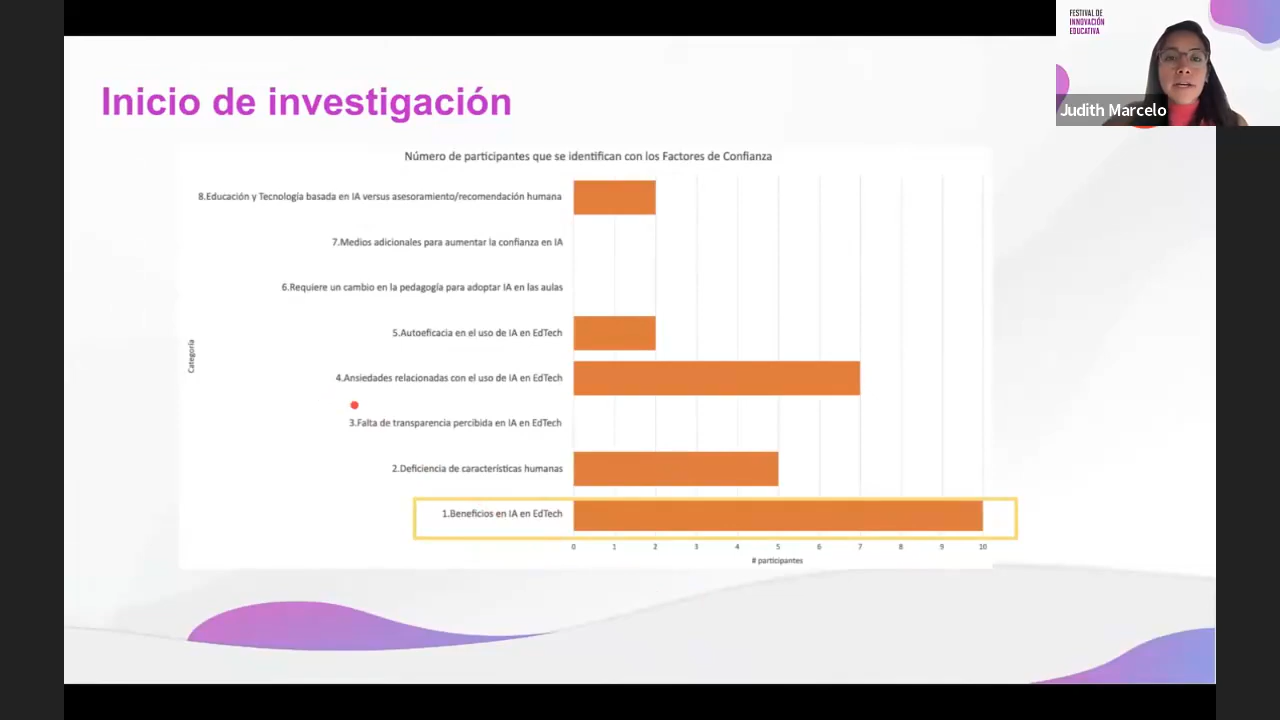 FESTIVAL DE
INNOVACIÓN
EDUCATIVA
Judith Marcelo
Inicio de investigación
Número de participantes que se identifican con los Factores de Confianza
8.Educación y Tecnología basada en IA versus asesoramiento/recomendación humana
7.Medios adicionales para aumentar la confianza en IA
6.Requiere un cambio en la pedagogía para adoptar IA en las aulas
5.Autoeficacia en el uso de IA en EdTech
Categoría
4.Ansiedades relacionadas con el uso de IA en EdTech
3.Falta de transparencia percibida en IA en EdTech
2.Deficiencia de características humanas
1.Beneficios en IA en EdTech
0 1 2 3 4 5 6 7 8 9 10
# participantes